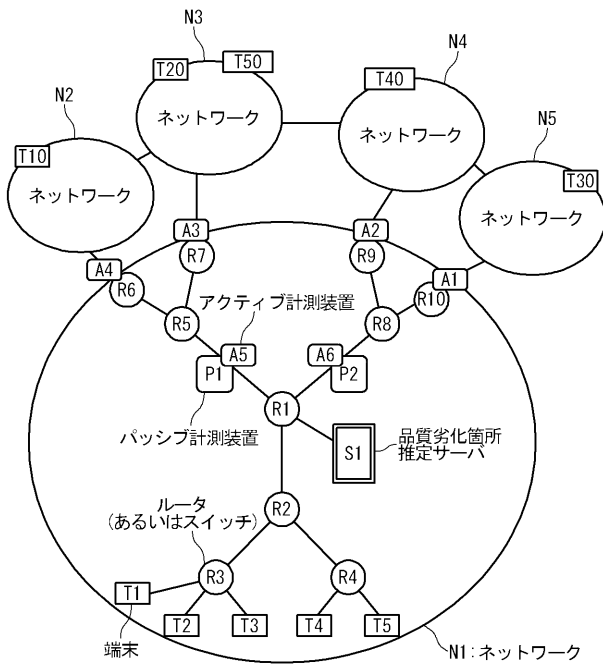 N3
T20
T50
N4
T40
N2
ネットワーク
ネットワーク
N5
T10
T30
ネットワーク
ネットワーク
A3
A2
R7
R9
A4
A1
R6
R10
アクティブ計測装置
R5
R8
A5
A6
P1
P2
R1
パッシブ計測装置
品質劣化箇所
推定サーバ
S1
ルータ
(あるいはスイッチ)
R2
R3
R4
T1
T2
T3
T4
T5
端末
N1:ネットワーク